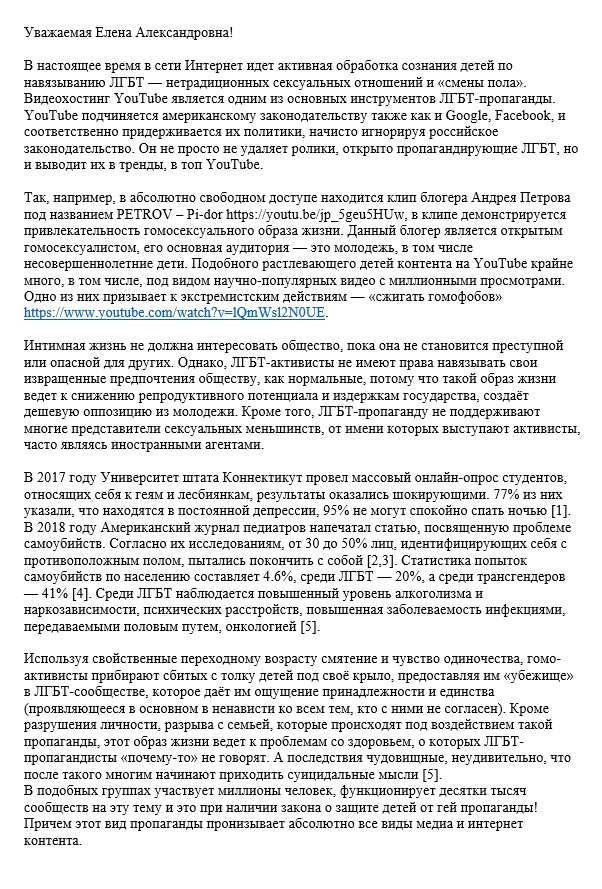 Уважаемая Елена Александровна!
В настоящее время в сети Интернет идет активная обработка сознания детей по
навязыванию ЛГБТ — нетрадиционных сексуальных отношений и «смены пола».
Видеохостинг YouTube является одним из основных инструментов ЛГБТ-пропаганды.
YouTube подчиняется американскому законодательству также как и Google, Facebook, и
соответственно придерживается их политики, начисто игнорируя российское
законодательство. Он не просто не удаляет ролики, открыто пропагандирующие ЛГБТ, но
и выводит их в тренды, в топ YouTube.
Так, например, в абсолютно свободном доступе находится клип блогера Андрея Петрова
под названием PETROV – Pi-dor https://youtu.be/jp_5geu5HUw, в клипе демонстрируется
привлекательность гомосексуального образа жизни. Данный блогер является открытым
гомосексуалистом, его основная аудитория — это молодежь, в том числе
несовершеннолетние дети. Подобного растлевающего детей контента на YouTube крайне
много, в том числе, под видом научно-популярных видео с миллионными просмотрами.
Одно из них призывает к экстремистским действиям — «сжигать гомофобов»
https://www.youtube.com/watch?v=lQmWsl2N0UE.
Интимная жизнь не должна интересовать общество, пока она не становится преступной
или опасной для других. Однако, ЛГБТ-активисты не имеют права навязывать свои
извращенные предпочтения обществу, как нормальные, потому что такой образ жизни
ведет к снижению репродуктивного потенциала и издержкам государства, создаёт
дешевую оппозицию из молодежи. Кроме того, ЛГБТ-пропаганду не поддерживают
многие представители сексуальных меньшинств, от имени которых выступают активисты,
часто являясь иностранными агентами.
В 2017 году Университет штата Коннектикут провел массовый онлайн-опрос студентов,
относящих себя к геям и лесбиянкам, результаты оказались шокирующими. 77% из них
указали, что находятся в постоянной депрессии, 95% не могут спокойно спать ночью [1].
В 2018 году Американский журнал педиатров напечатал статью, посвященную проблеме
самоубийств. Согласно их исследованиям, от 30 до 50% лиц, идентифицирующих себя с
противоположным полом, пытались покончить с собой [2,3]. Статистика попыток
самоубийств по населению составляет 4.6%, среди ЛГБТ — 20%, а среди трансгендеров
— 41% [4]. Среди ЛГБТ наблюдается повышенный уровень алкоголизма и
наркозависимости, психических расстройств, повышенная заболеваемость инфекциями,
передаваемыми половым путем, онкологией [5].
Используя свойственные переходному возрасту смятение и чувство одиночества, гомо-
активисты прибирают сбитых с толку детей под своё крыло, предоставляя им «убежище»
в ЛГБТ-сообществе, которое даёт им ощущение принадлежности и единства
(проявляющееся в основном в ненависти ко всем тем, кто с ними не согласен). Кроме
разрушения личности, разрыва с семьей, которые происходят под воздействием такой
пропаганды, этот образ жизни ведет к проблемам со здоровьем, о которых ЛГБТ-
пропагандисты «почему-то» не говорят. А последствия чудовищные, неудивительно, что
после такого многим начинают приходить суицидальные мысли [5].
В подобных группах участвует миллионы человек, функционирует десятки тысяч
сообществ на эту тему и это при наличии закона о защите детей от гей пропаганды!
Причем этот вид пропаганды пронизывает абсолютно все виды медиа и интернет
контента.